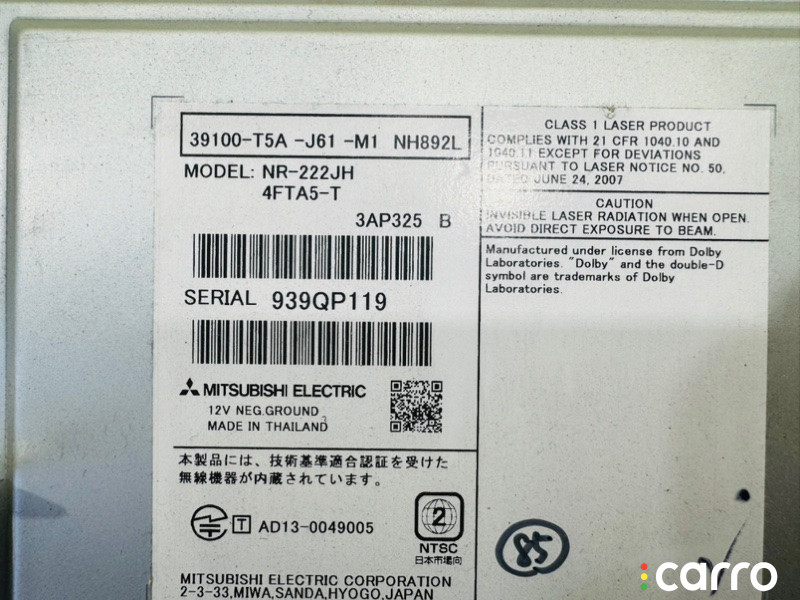 39100-T5A -J61 -M1 NH892L
MODEL: NR-222JH
4FTA5-T
3AP325 B
SERIAL 939QP119
MITSUBISHI ELECTRIC
12V NEG.GROUND
MADE IN THAILAND
本製品には、技術基準適合認証を受けた
無線機器が内蔵されています。
T AD13-0049005
2
NTSC
日本市場向
MITSUBISHI ELECTRIC CORPORATION
2-3-33,MIWA,SANDA,HYOGO,JAPAN
CLASS 1 LASER PRODUCT
COMPLIES WITH 21 CFR 1040.10 AND
1040.11 EXCEPT FOR DEVIATIONS
PURSUANT TO LASER NOTICE NO. 50,
DATED JUNE 24, 2007
CAUTION
INVISIBLE LASER RADIATION WHEN OPEN.
AVOID DIRECT EXPOSURE TO BEAM.
Manufactured under license from Dolby
Laboratories. "Dolby" and the double-D
symbol are trademarks of Dolby
Laboratories.
85
carro